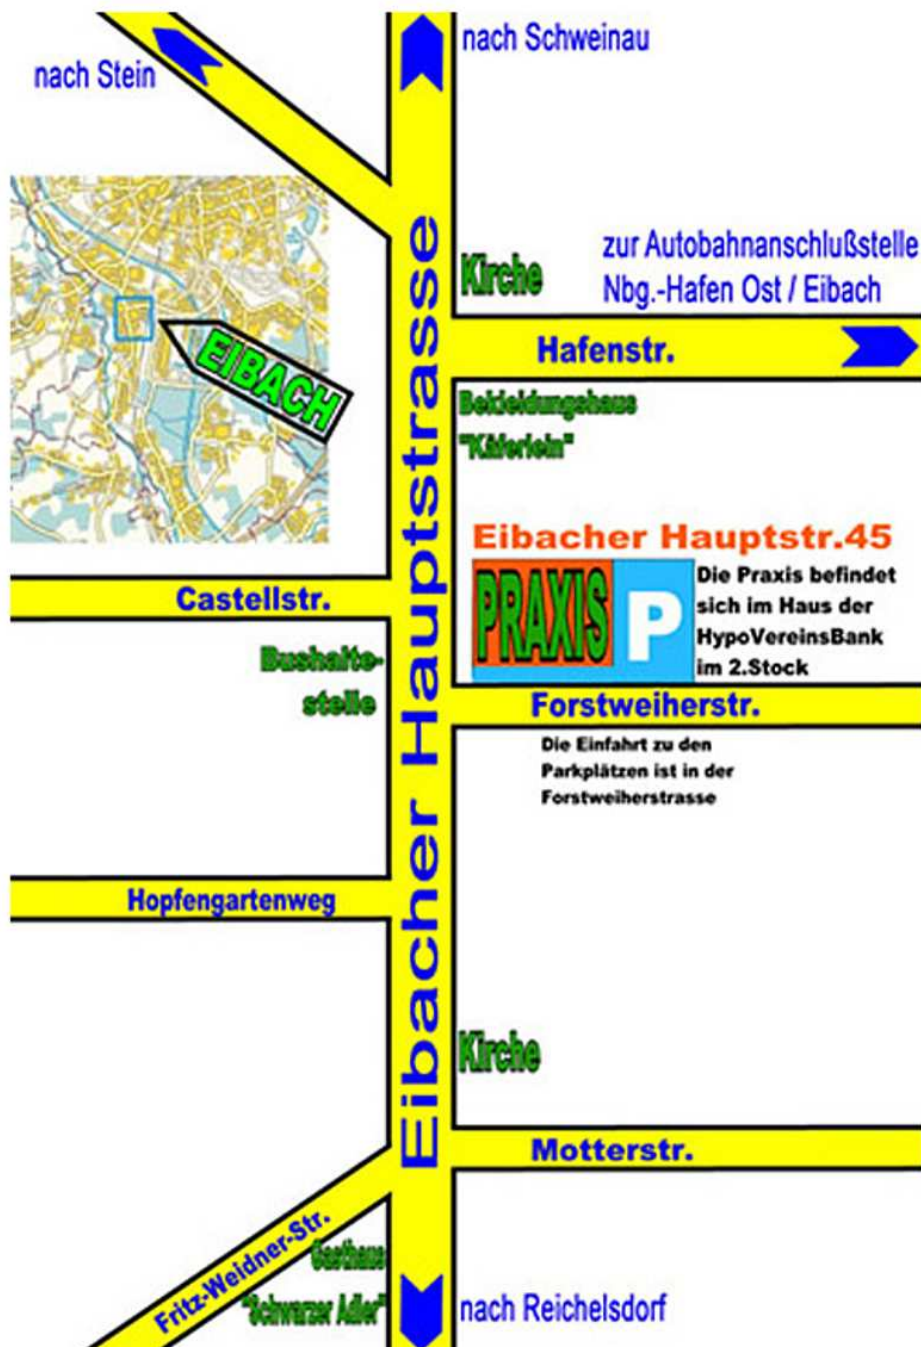 nach Schweinau
nach Stein
Kirche
zur Autobahnanschlußstelle
Nbg.-Hafen Ost / Eibach
Hafenstr.
EIBACH
Bekleidungshaus
"Käferlein"
Eibacher Hauptstrasse
Eibacher Hauptstr.45
PRAXIS
P
Die Praxis befindet
sich im Haus der
HypoVereinsBank
im 2.Stock
Castellstr.
Bushalte-
stelle
Forstweiherstr.
Die Einfahrt zu den
Parkplätzen ist in der
Forstweiherstrasse
Hopfengartenweg
Kirche
Motterstr.
Fritz-Weidner-Str.
Gasthaus
"Schwarzer Adler"
nach Reichelsdorf